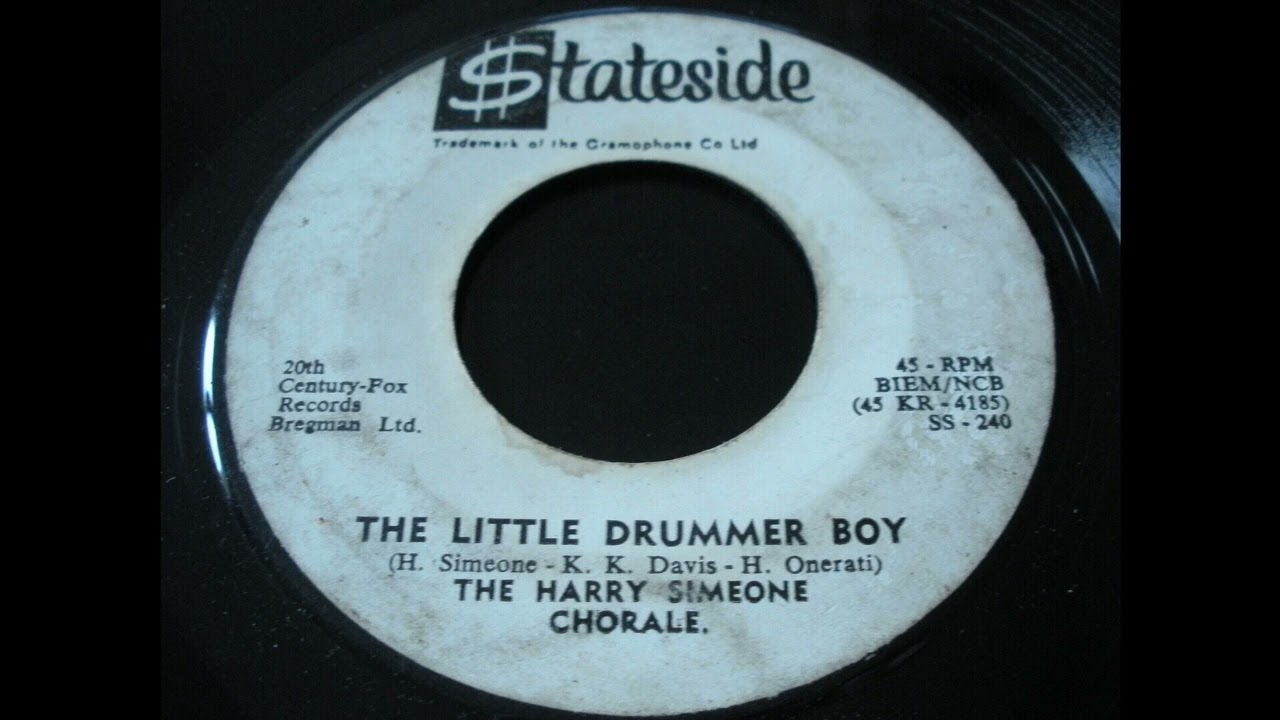 $tateside
Trademark of the Gramophone Co Ltd
20th
Century-Fox
Records
Bregman Ltd.
45 - RPM
BIEM/NCB
(45 KR - 4185)
SS - 240
THE LITTLE DRUMMER BOY
(H. Simeone - K. K. Davis - H. Onerati)
THE HARRY SIMEONE
CHORALE.